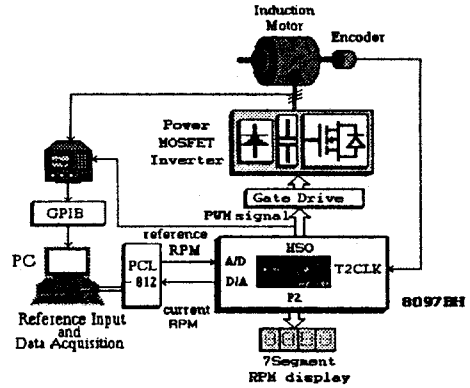 Induction
Motor
Encoder
Power
MOSFET
Inverter
Gate Drive
PWM signal
GPIB
reference
RPM
PC
PCL
812
A/D
D/A
HSO
T2CLK
P2
8097BH
current
RPM
Reference Input
and
Data Acquisition
7Segment
RPM display